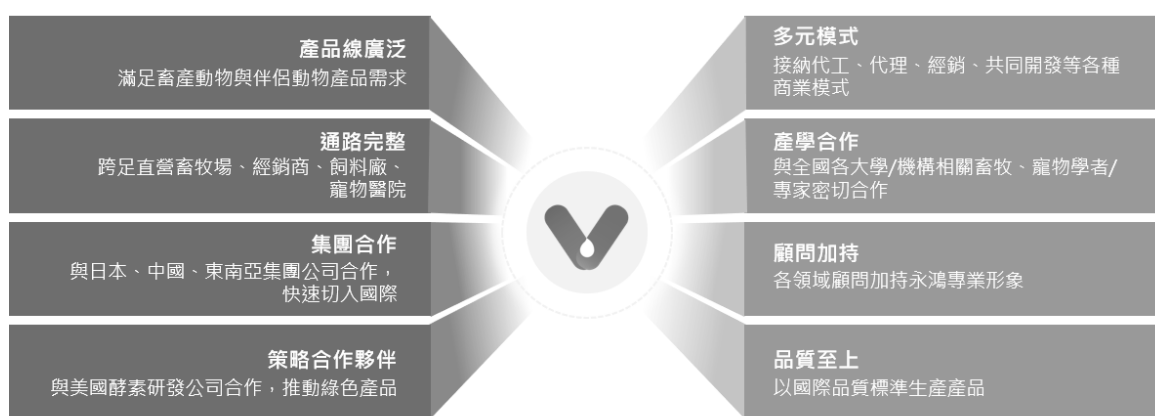 產品線廣泛
滿足畜產動物與伴侶動物產品需求
通路完整
跨足直營畜牧場、經銷商、飼料廠、
寵物醫院
集團合作
與日本、中國、東南亞集團公司合作，
快速切入國際
策略合作夥伴
與美國酵素研發公司合作，推動綠色產品
多元模式
接納代工、代理、經銷、共同開發等各種
商業模式
產學合作
與全國各大學/機構相關畜牧、寵物學者/
專家密切合作
顧問加持
各領域顧問加持永鴻專業形象
品質至上
以國際品質標準生產產品